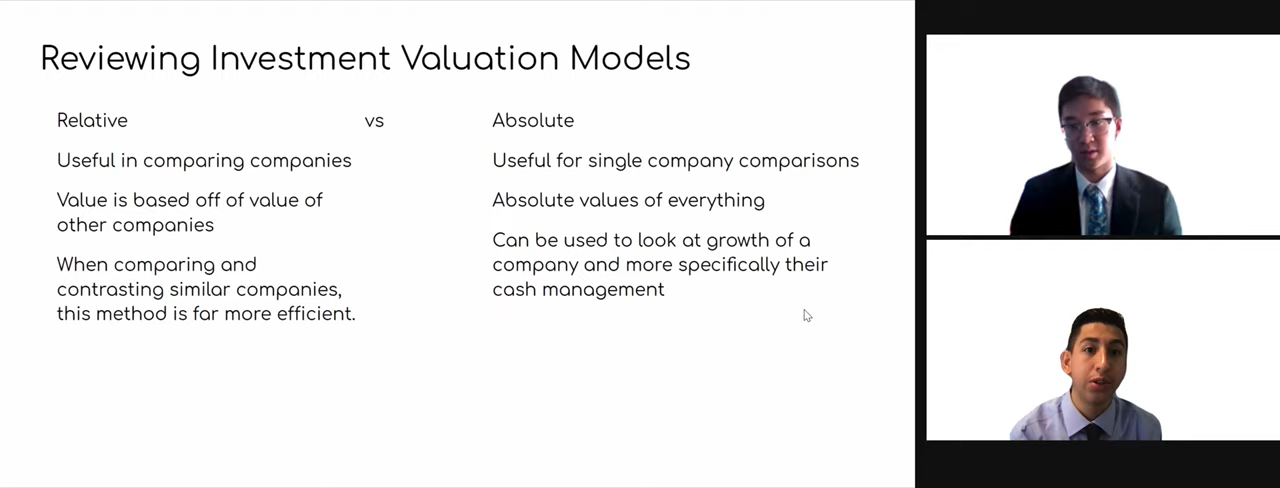 Reviewing Investment Valuation Models
Relative vs Absolute
Useful in comparing companies
Value is based off of value of
other companies
When comparing and
contrasting similar companies,
this method is far more efficient.
Useful for single company comparisons
Absolute values of everything
Can be used to look at growth of a
company and more specifically their
cash management